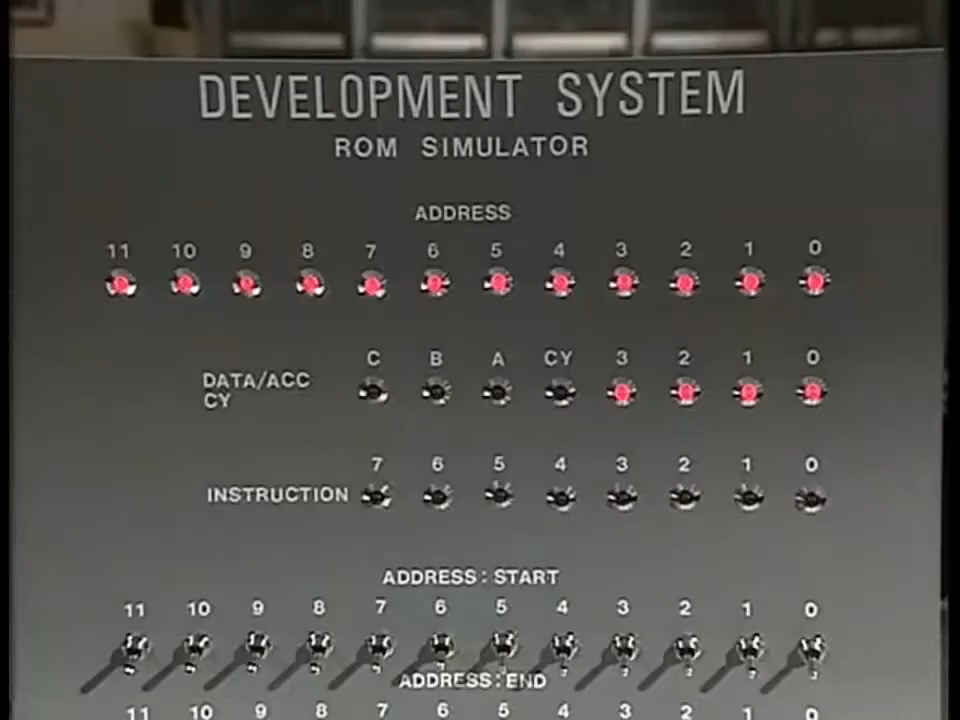 DEVELOPMENT SYSTEM
ROM SIMULATOR
ADDRESS
11 10 9 8 7 6 5 4 3 2 1 0
C B A CY 3 2 1 0
DATA/ACC
CY
7 6 5 4 3 2 1 0
INSTRUCTION
ADDRESS : START
11 10 9 8 7 6 5 4 3 2 1 0
ADDRESS : END
11 10 9 8 7 6 5 4 3 2 1 0